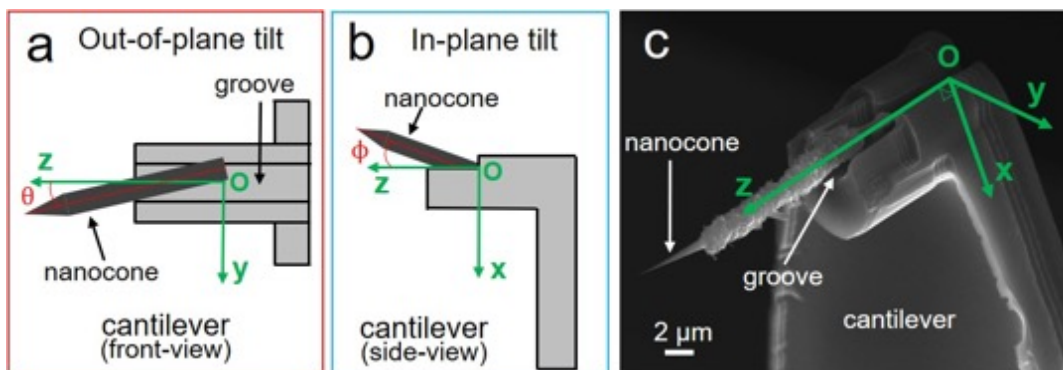 a
Out-of-plane tilt
groove
z
O
θ
nanocone
y
cantilever
(front-view)
b
In-plane tilt
nanocone
ϕ
z
O
x
cantilever
(side-view)
c
O
y
nanocone
x
z
groove
cantilever
2 μm